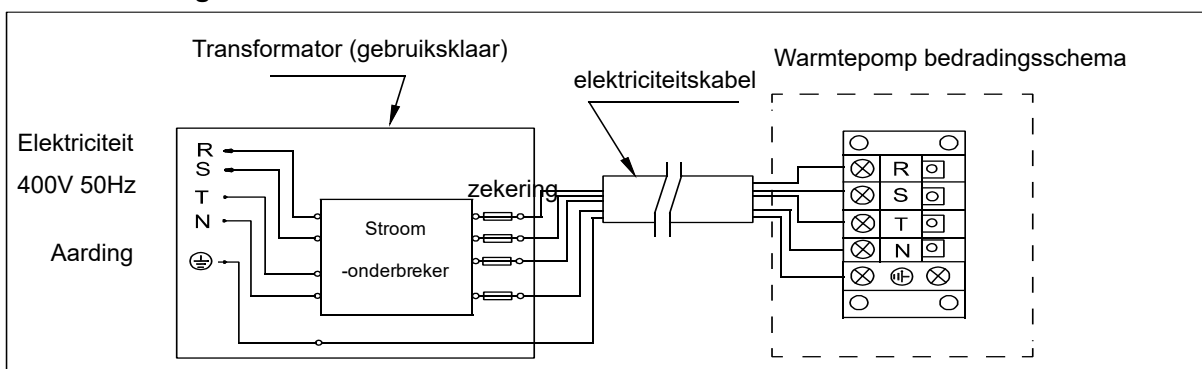 Transformator (gebruiksklaar)
elektriciteitskabel
Warmtepomp bedradingsschema
Elektriciteit
400V 50Hz
Aarding
R
S
T
N
zekering
Stroom
-onderbreker
R
S
T
N